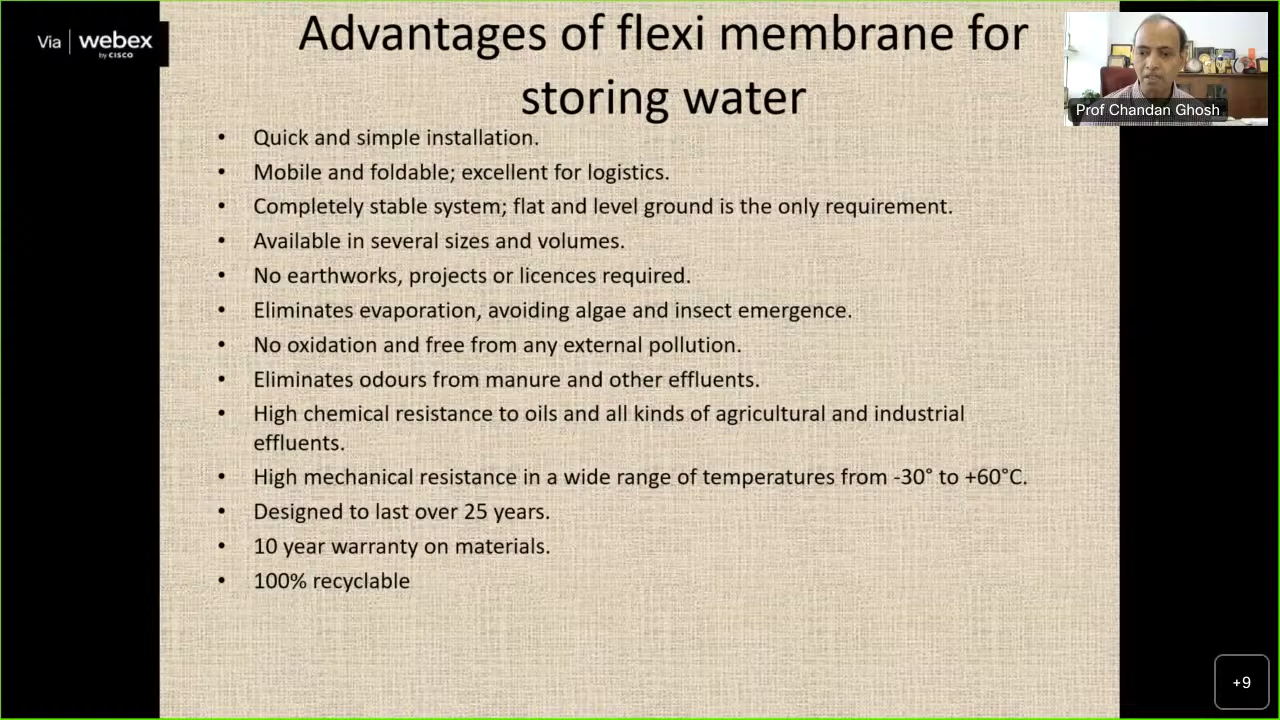 Via | webex
by CISCO
Advantages of flexi membrane for
storing water
Prof Chandan Ghosh
• Quick and simple installation.
• Mobile and foldable; excellent for logistics.
• Completely stable system; flat and level ground is the only requirement.
• Available in several sizes and volumes.
• No earthworks, projects or licences required.
• Eliminates evaporation, avoiding algae and insect emergence.
• No oxidation and free from any external pollution.
• Eliminates odours from manure and other effluents.
• High chemical resistance to oils and all kinds of agricultural and industrial
effluents.
• High mechanical resistance in a wide range of temperatures from -30° to +60°C.
• Designed to last over 25 years.
• 10 year warranty on materials.
• 100% recyclable
+9